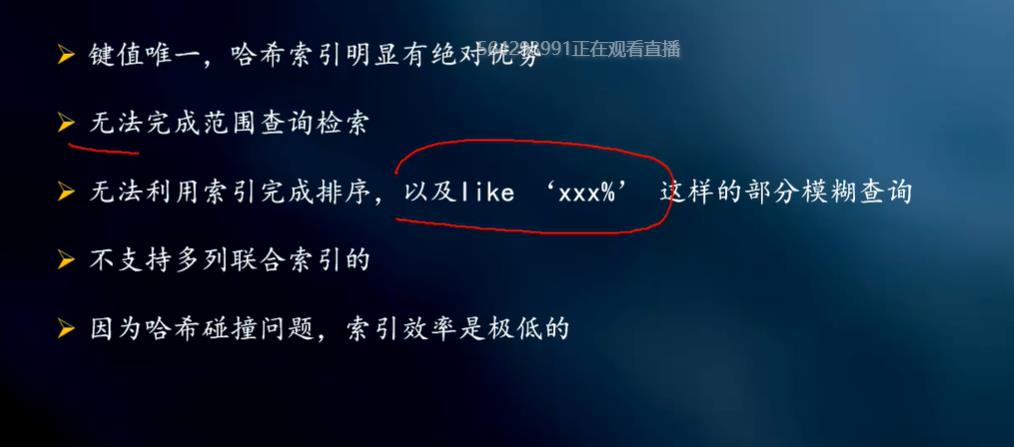 键值唯一，哈希索引明显有绝对优势
正在观看直播
无法完成范围查询检索
无法利用索引完成排序，以及like ‘xxx%’ 这样的部分模糊查询
不支持多列联合索引的
因为哈希碰撞问题，索引效率是极低的